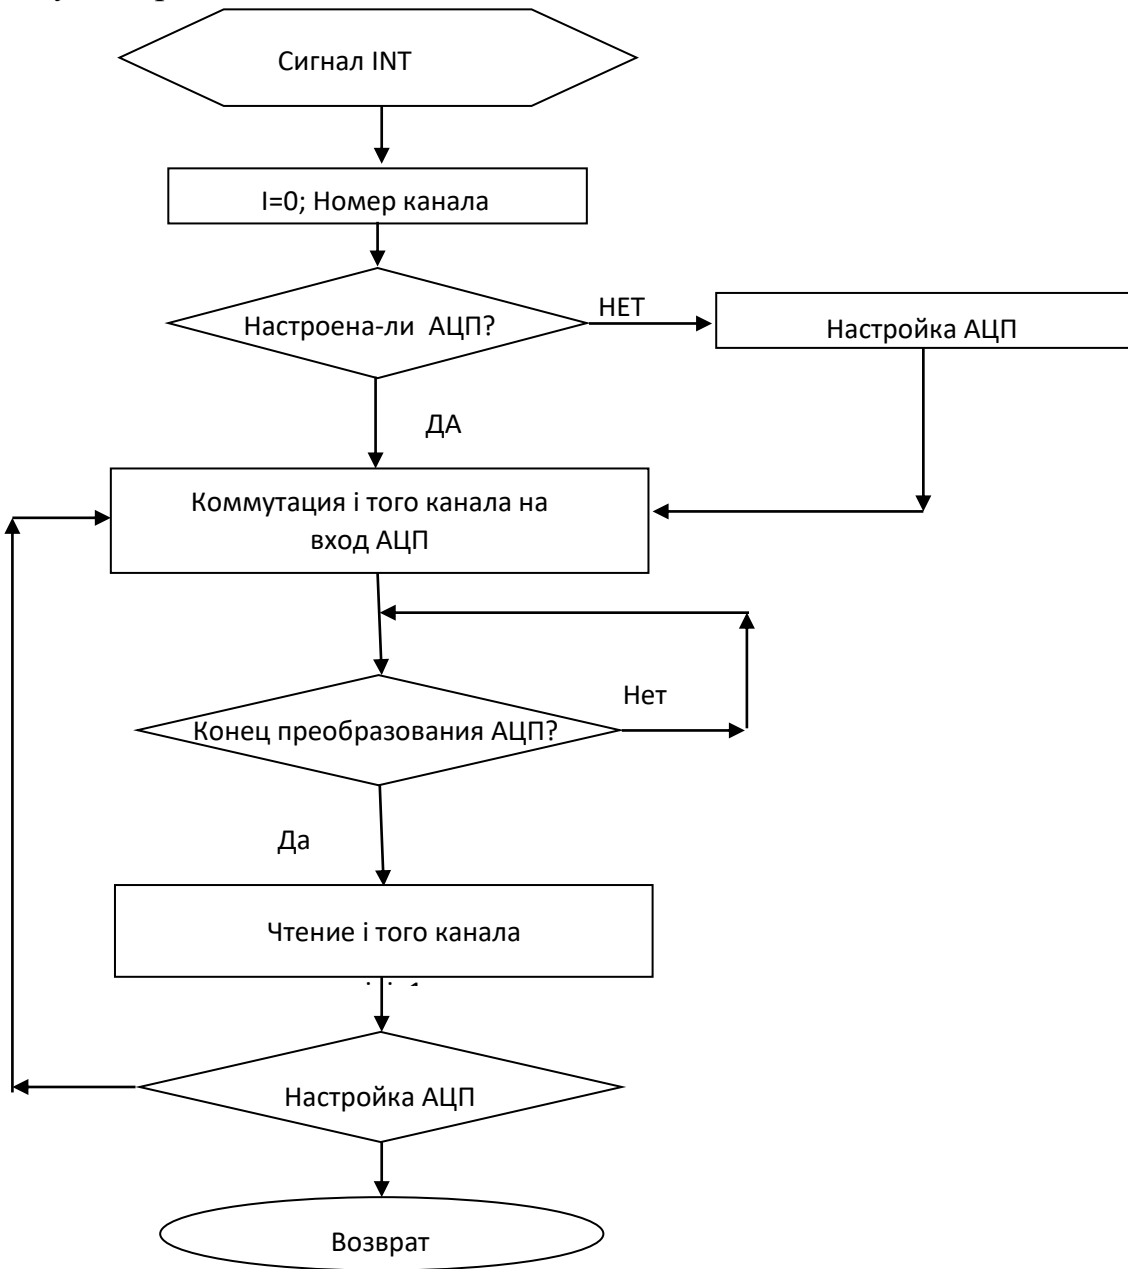 Сигнал INT
I=0; Номер канала
Настроена-ли АЦП?
НЕТ
Настройка АЦП
ДА
Коммутация i того канала на
вход АЦП
Нет
Конец преобразования АЦП?
Да
Чтение i того канала
Настройка АЦП
Возврат